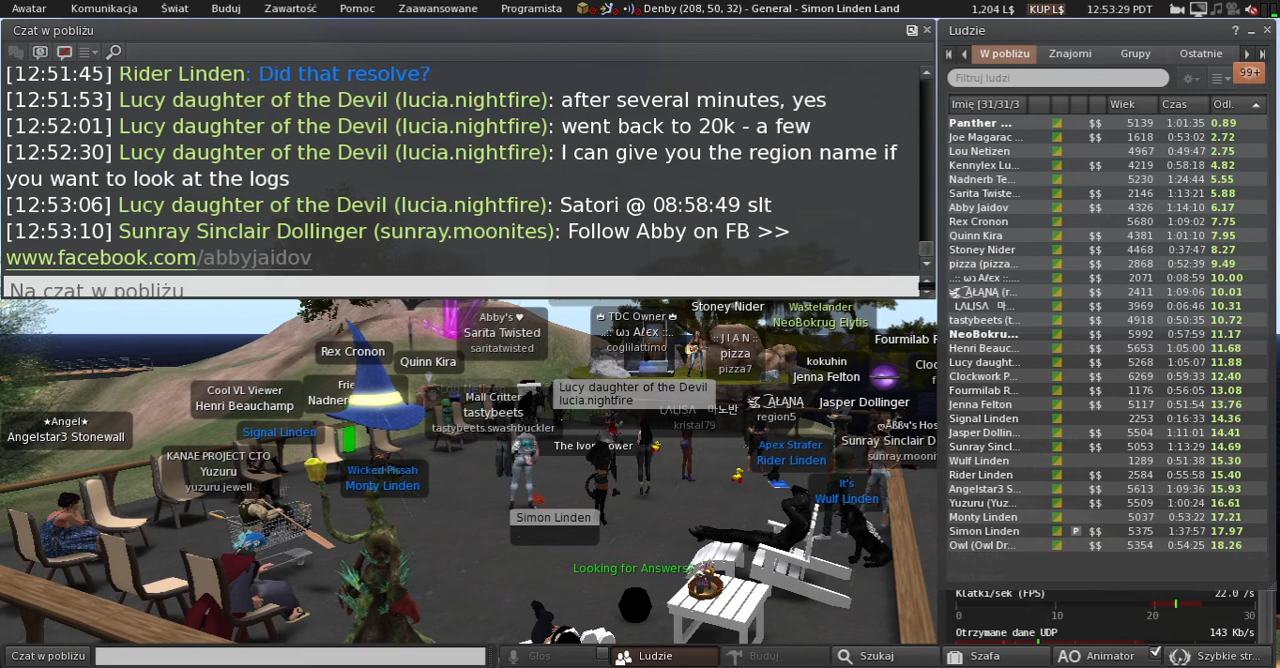 Awatar Komunikacja Świat Buduj Zawartość Pomoc Zaawansowane Programista Denby (208, 50, 32) - General - Simon Linden Land 1,204 L$ KUP L$ 12:53:29 PDT
Czat w pobliżu
[12:51:45] Rider Linden: Did that resolve?
[12:51:53] Lucy daughter of the Devil (lucia.nightfire): after several minutes, yes
[12:52:01] Lucy daughter of the Devil (lucia.nightfire): went back to 20k - a few
[12:52:30] Lucy daughter of the Devil (lucia.nightfire): I can give you the region name if
you want to look at the logs
[12:53:06] Lucy daughter of the Devil (lucia.nightfire): Satori @ 08:58:49 slt
[12:53:10] Sunray Sinclair Dollinger (sunray.moonites): Follow Abby on FB >>
www.facebook.com/abbyjaidov
Na czat w pobliżu
Stoney Nider
Wastelander
NeoBokrug Elytis
Abby's ♥
Sarita Twisted
saritatwisted
TDC Owner
..:: ωɔ Aℓєx ::..
coglilattimo
:: J I A N ::
pizza
pizza7
Fourmilab F
Rex Cronon
Quinn Kira
kokuhin
Jenna Felton
Cloc
Cool VL Viewer
Henri Beauchamp
Frie
Nadner
Mall Critter
tastybeets
tastybeets.swashbuckler
Lucy daughter of the Devil
lucia.nightfire
kristal79
region5
Jasper Dollinger
★Angel★
Angelstar3 Stonewall
Signal Linden
Sunray Sinclair D
sunray.moonit
KANAE PROJECT CTO
Yuzuru
yuzuru.jewell
Wicked Pissah
Monty Linden
Apex Strafer
Rider Linden
It's
Wulf Linden
Simon Linden
Looking for Answers?
Ludzie
W pobliżu Znajomi Grupy Ostatnie
99+
Filtruj ludzi
Imię [31/31/3 Wiek Czas Odl.
Panther ... $$ 5139 1:01:35 0.89
Joe Magarac ... $$ 1618 0:53:02 2.72
Lou Netizen 4967 0:49:47 2.75
Kennylex Lu... $$ 4219 0:58:18 4.82
Nadnerb Te... 5230 1:24:44 5.55
Sarita Twiste... $$ 2146 1:13:21 5.88
Abby Jaidov $$ 4326 1:14:10 6.17
Rex Cronon 5680 1:09:02 7.75
Quinn Kira $$ 4381 1:01:10 7.95
Stoney Nider $$ 4468 0:37:47 8.27
pizza (pizza... $$ 2868 0:52:39 9.49
..:: ωɔ Aℓєx ::.... $$ 2071 0:08:59 10.00
$$ 2411 1:09:06 10.01
$$ 3969 0:06:46 10.31
tastybeets (t... $$ 4918 0:50:35 10.72
NeoBokru... $$ 5992 0:57:59 11.17
Henri Beauc... $$ 5653 1:05:00 11.68
Lucy daught... $$ 5268 1:05:07 11.88
Clockwork P... $$ 4193 0:59:13 12.40
Fourmilab R... $$ 1176 0:56:05 13.08
Jenna Felton $$ 5117 0:51:54 13.76
Signal Linden 2253 0:16:33 14.36
Jasper Dollin... $$ 5504 1:11:01 14.41
Sunray Sincl... $$ 5053 1:13:29 14.69
Wulf Linden 1289 0:51:38 15.30
Rider Linden $$ 2584 0:55:58 15.40
Angelstar3 S... $$ 5613 1:09:36 15.93
Yuzuru (Yuz... $$ 5509 1:00:24 16.61
Monty Linden 5037 0:53:22 17.21
Simon Linden P $$ 5375 1:37:57 17.97
Owl (Owl Dr... $$ 5354 0:54:25 18.26
Klatki/sek (FPS) 22.0 /s
0 10 20 30
Otrzymane dane UDP 143 Kb/s
Czat w pobliżu Głos Ludzie Buduj Szukaj Szafa AO Animator Szybkie str...